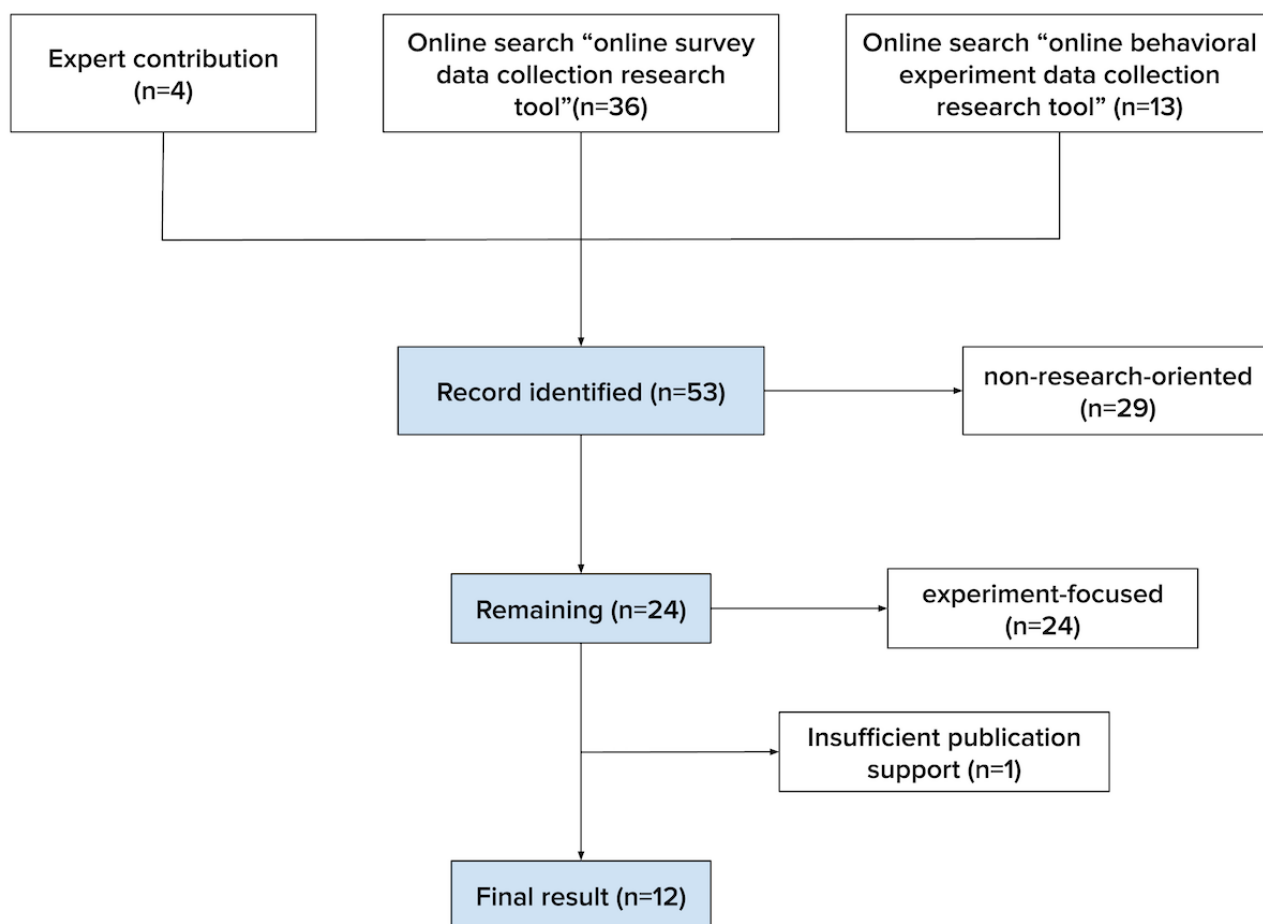 Expert contribution
(n=4)
Online search “online survey
data collection research
tool”(n=36)
Online search “online behavioral
experiment data collection
research tool” (n=13)
Record identified (n=53)
non-research-oriented
(n=29)
Remaining (n=24)
experiment-focused
(n=24)
Insufficient publication
support (n=1)
Final result (n=12)